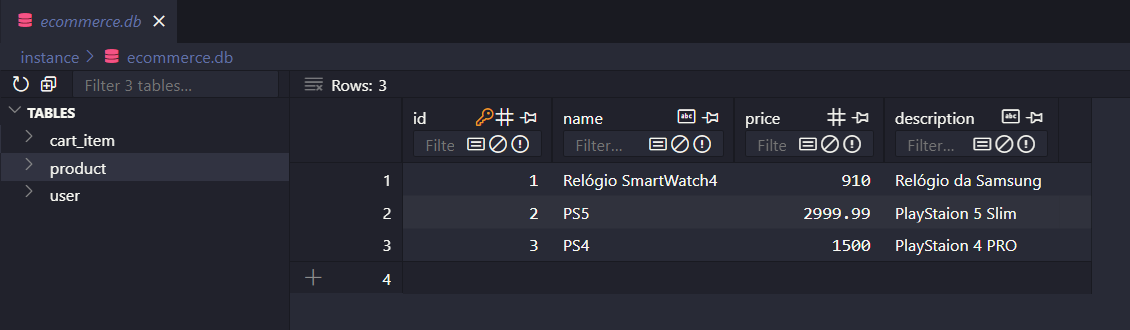 ecommerce.db
instance > ecommerce.db
Filter 3 tables...
Rows: 3
TABLES
cart_item
product
user
id name price description
Filte Filter... Filte Filter...
1 1 Relógio SmartWatch4 910 Relógio da Samsung
2 2 PS5 2999.99 PlayStaion 5 Slim
3 3 PS4 1500 PlayStaion 4 PRO
4